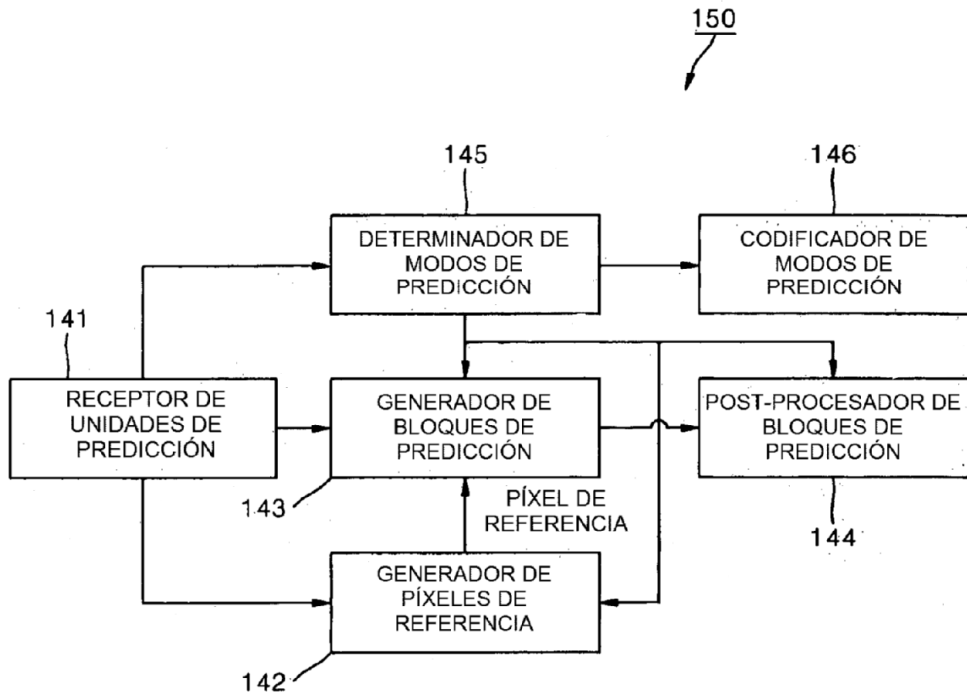 150
145
146
DETERMINADOR DE
MODOS DE
PREDICCIÓN
CODIFICADOR DE
MODOS DE
PREDICCIÓN
141
RECEPTOR DE
UNIDADES DE
PREDICCIÓN
GENERADOR DE
BLOQUES DE
PREDICCIÓN
POST-PROCESADOR DE
BLOQUES DE
PREDICCIÓN
143
PÍXEL DE
REFERENCIA
144
GENERADOR DE
PÍXELES DE
REFERENCIA
142